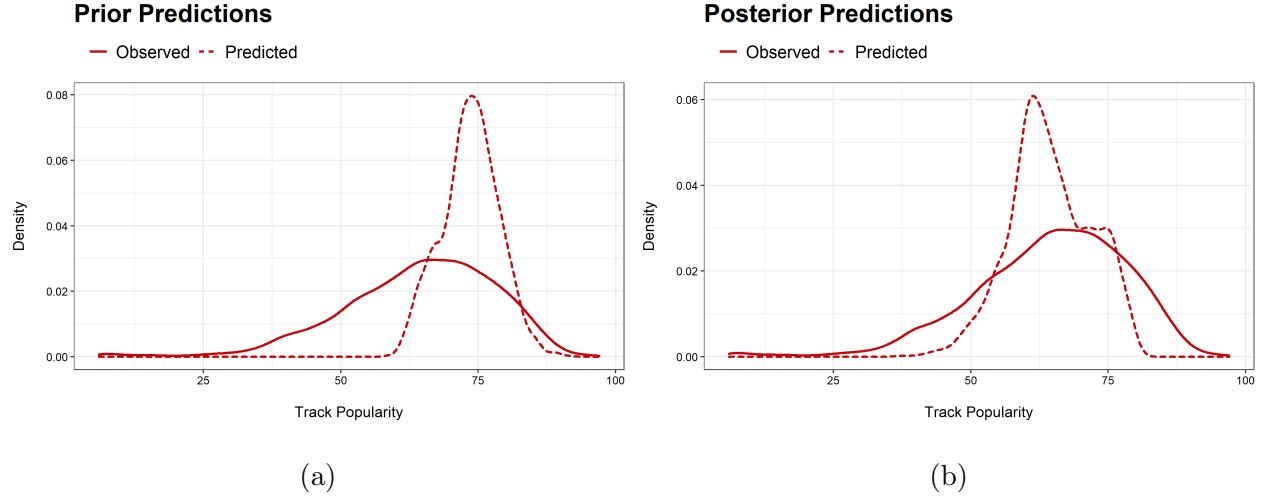 Prior Predictions
Observed Predicted
0.08
0.06
0.04
0.02
0.00
Density
25 50 75 100
Track Popularity
(a)
Posterior Predictions
Observed Predicted
0.06
0.04
0.02
0.00
Density
25 50 75 100
Track Popularity
(b)